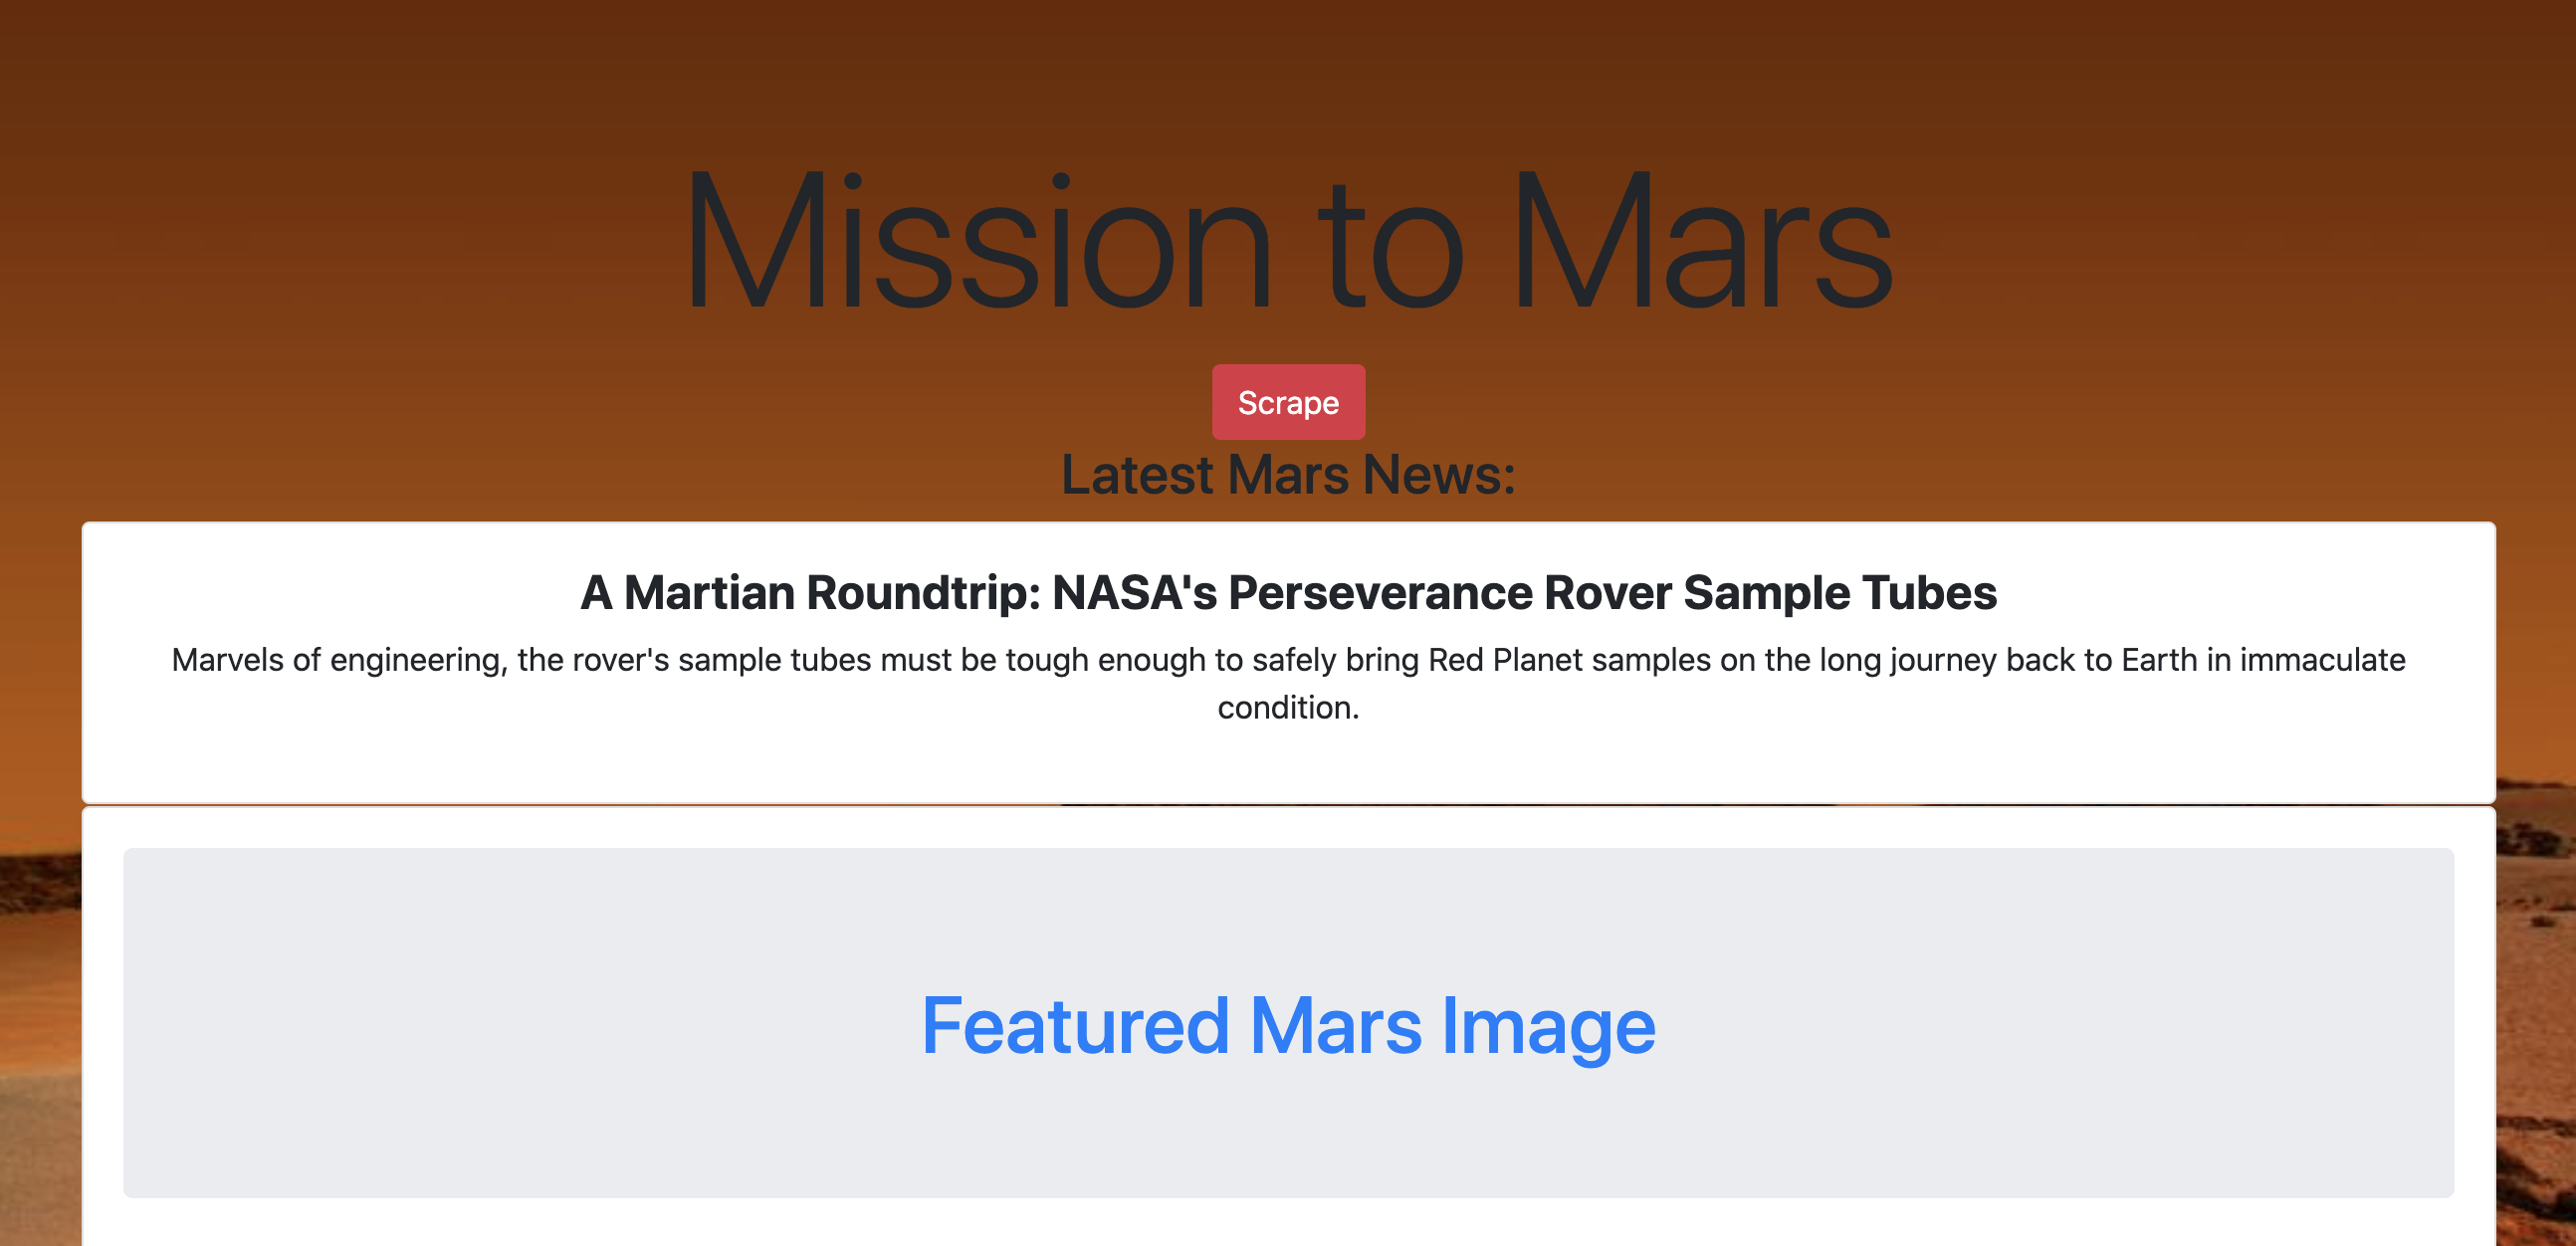 Mission to Mars
Scrape
Latest Mars News:
A Martian Roundtrip: NASA's Perseverance Rover Sample Tubes
Marvels of engineering, the rover's sample tubes must be tough enough to safely bring Red Planet samples on the long journey back to Earth in immaculate
condition.
Featured Mars Image